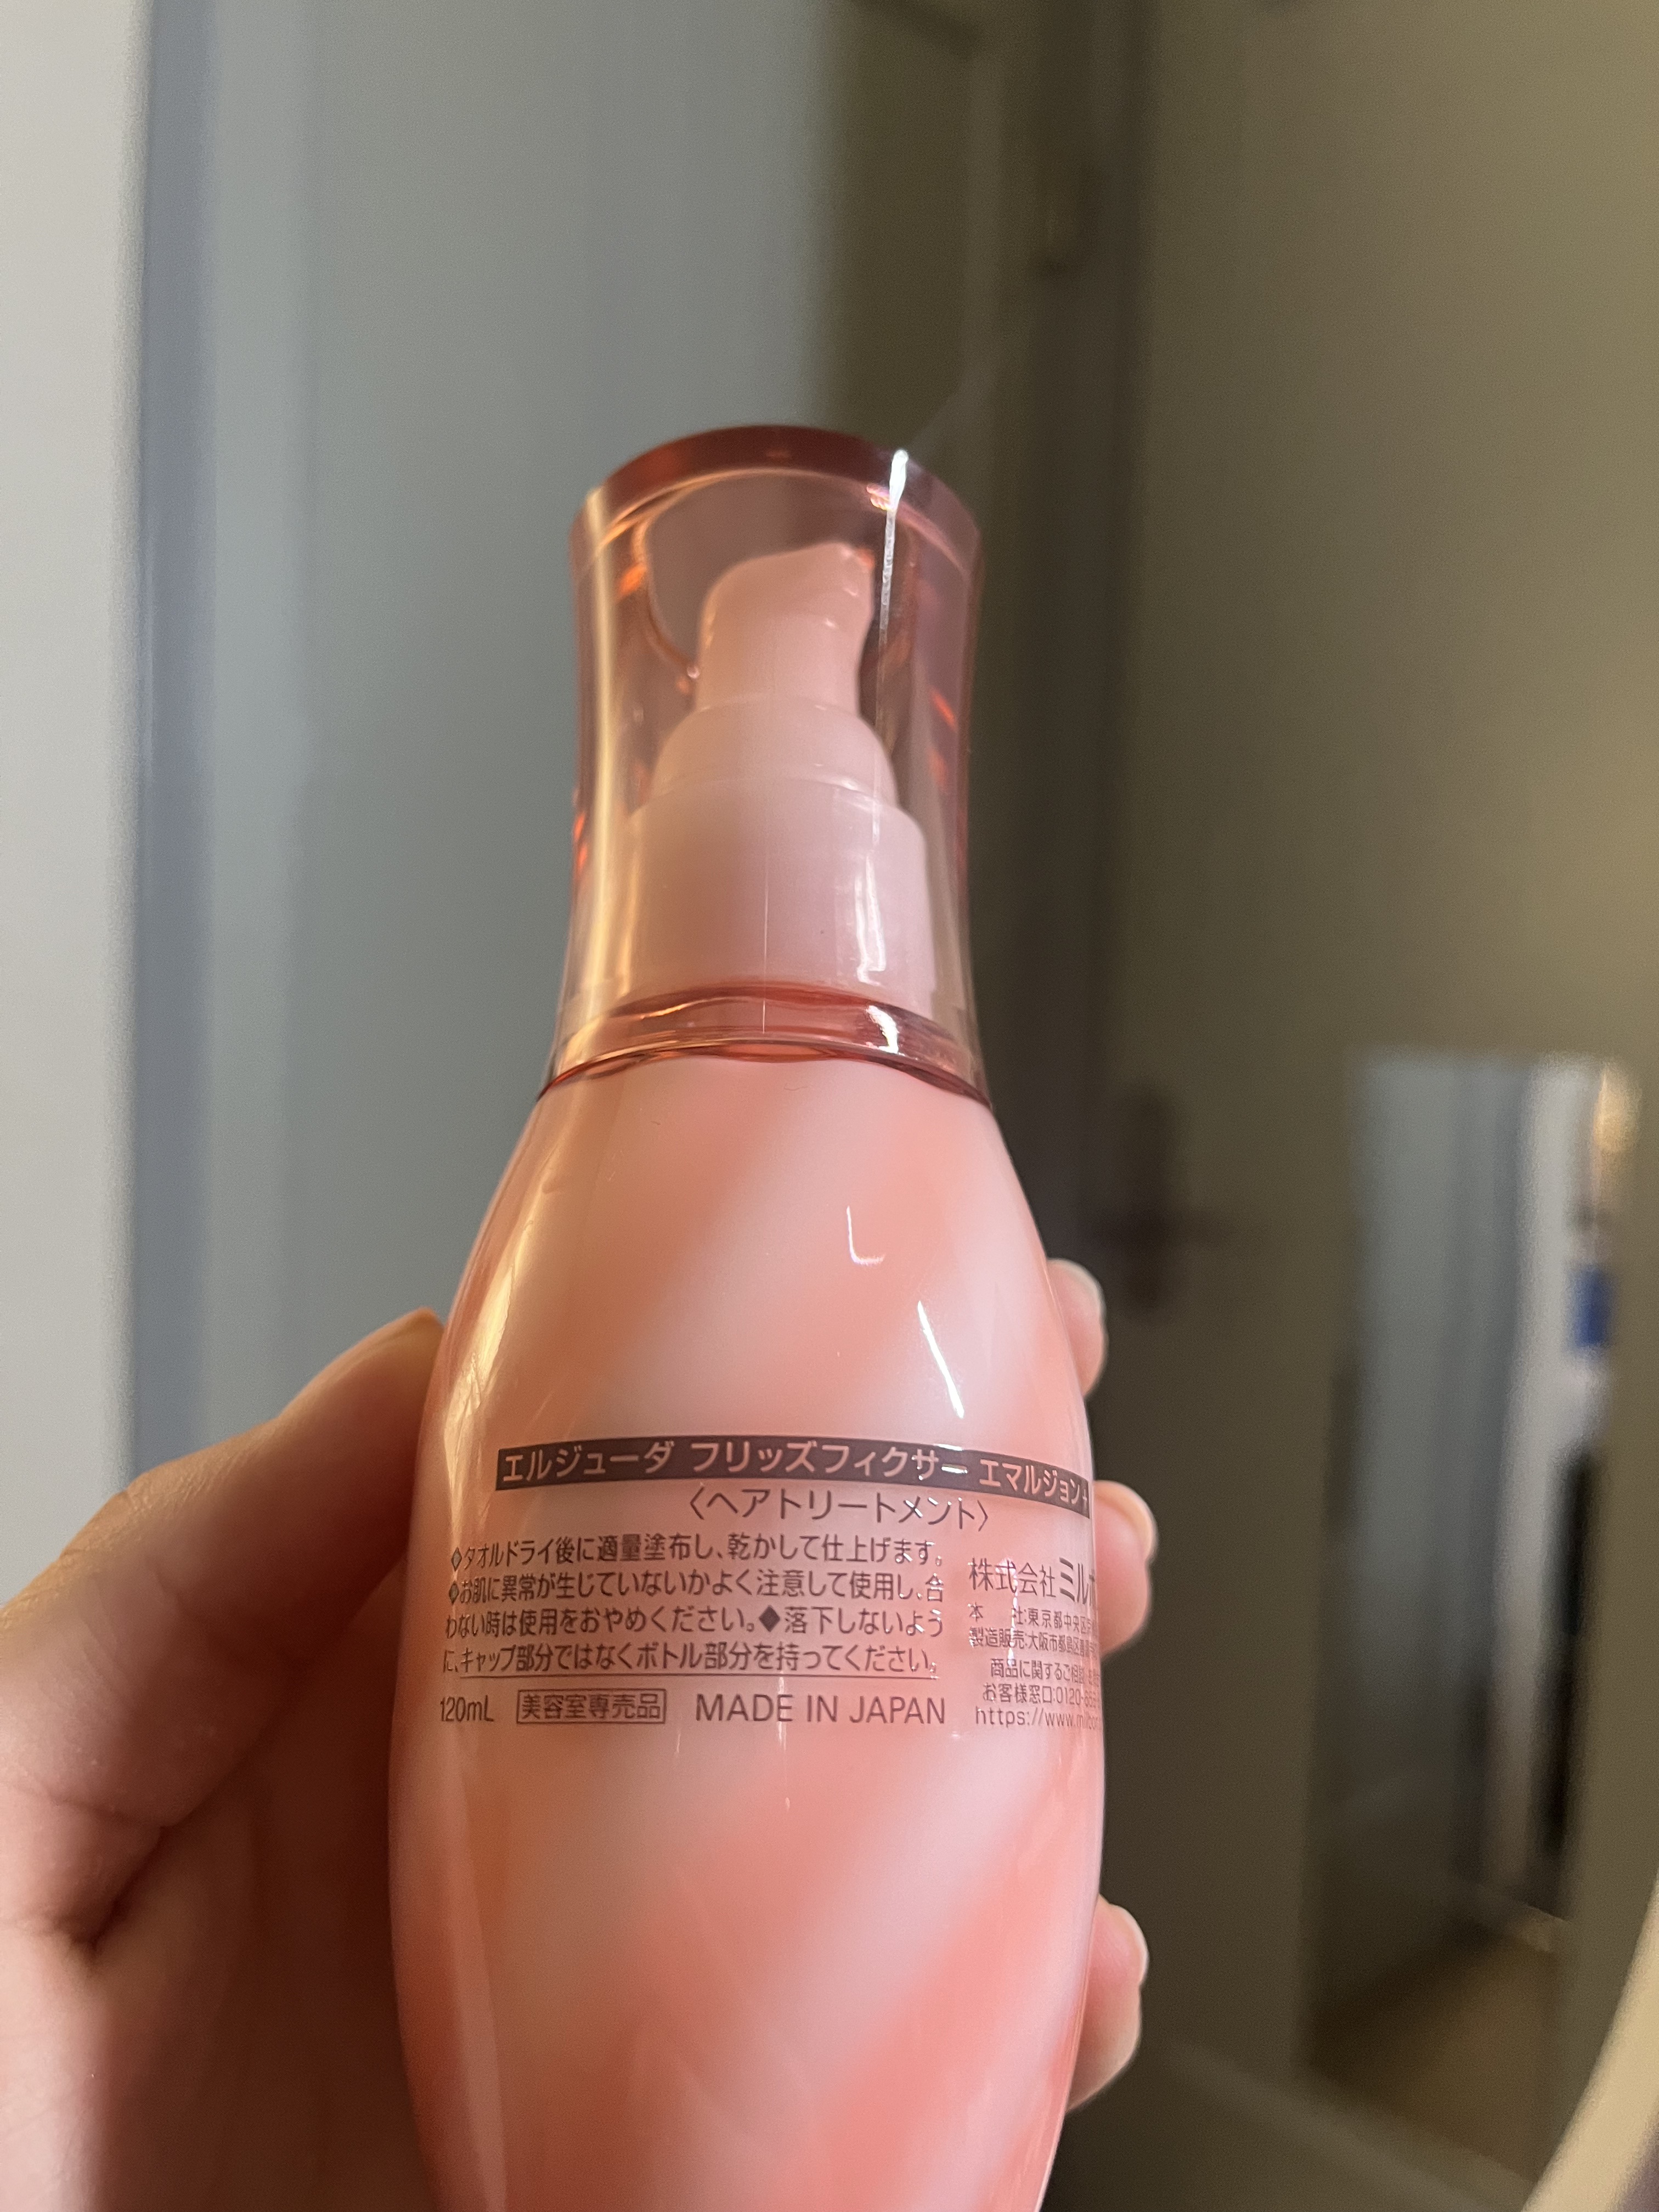 エルジューダ フリッズフィクサー エマルジョン+
〈ヘアトリートメント〉
◆タオルドライ後に適量塗布し、乾かして仕上げます。
◆お肌に異常が生じていないかよく注意して使用し、合
わない時は使用をおやめください。◆落下しないよう
に、キャップ部分ではなくボトル部分を持ってください。
120mL 美容室専売品 MADE IN JAPAN
株式会社ミル
本 社:東京都中央区
製造販売:大阪市都島区
商品に関するご相談
お客様窓口:0120-
https://www.